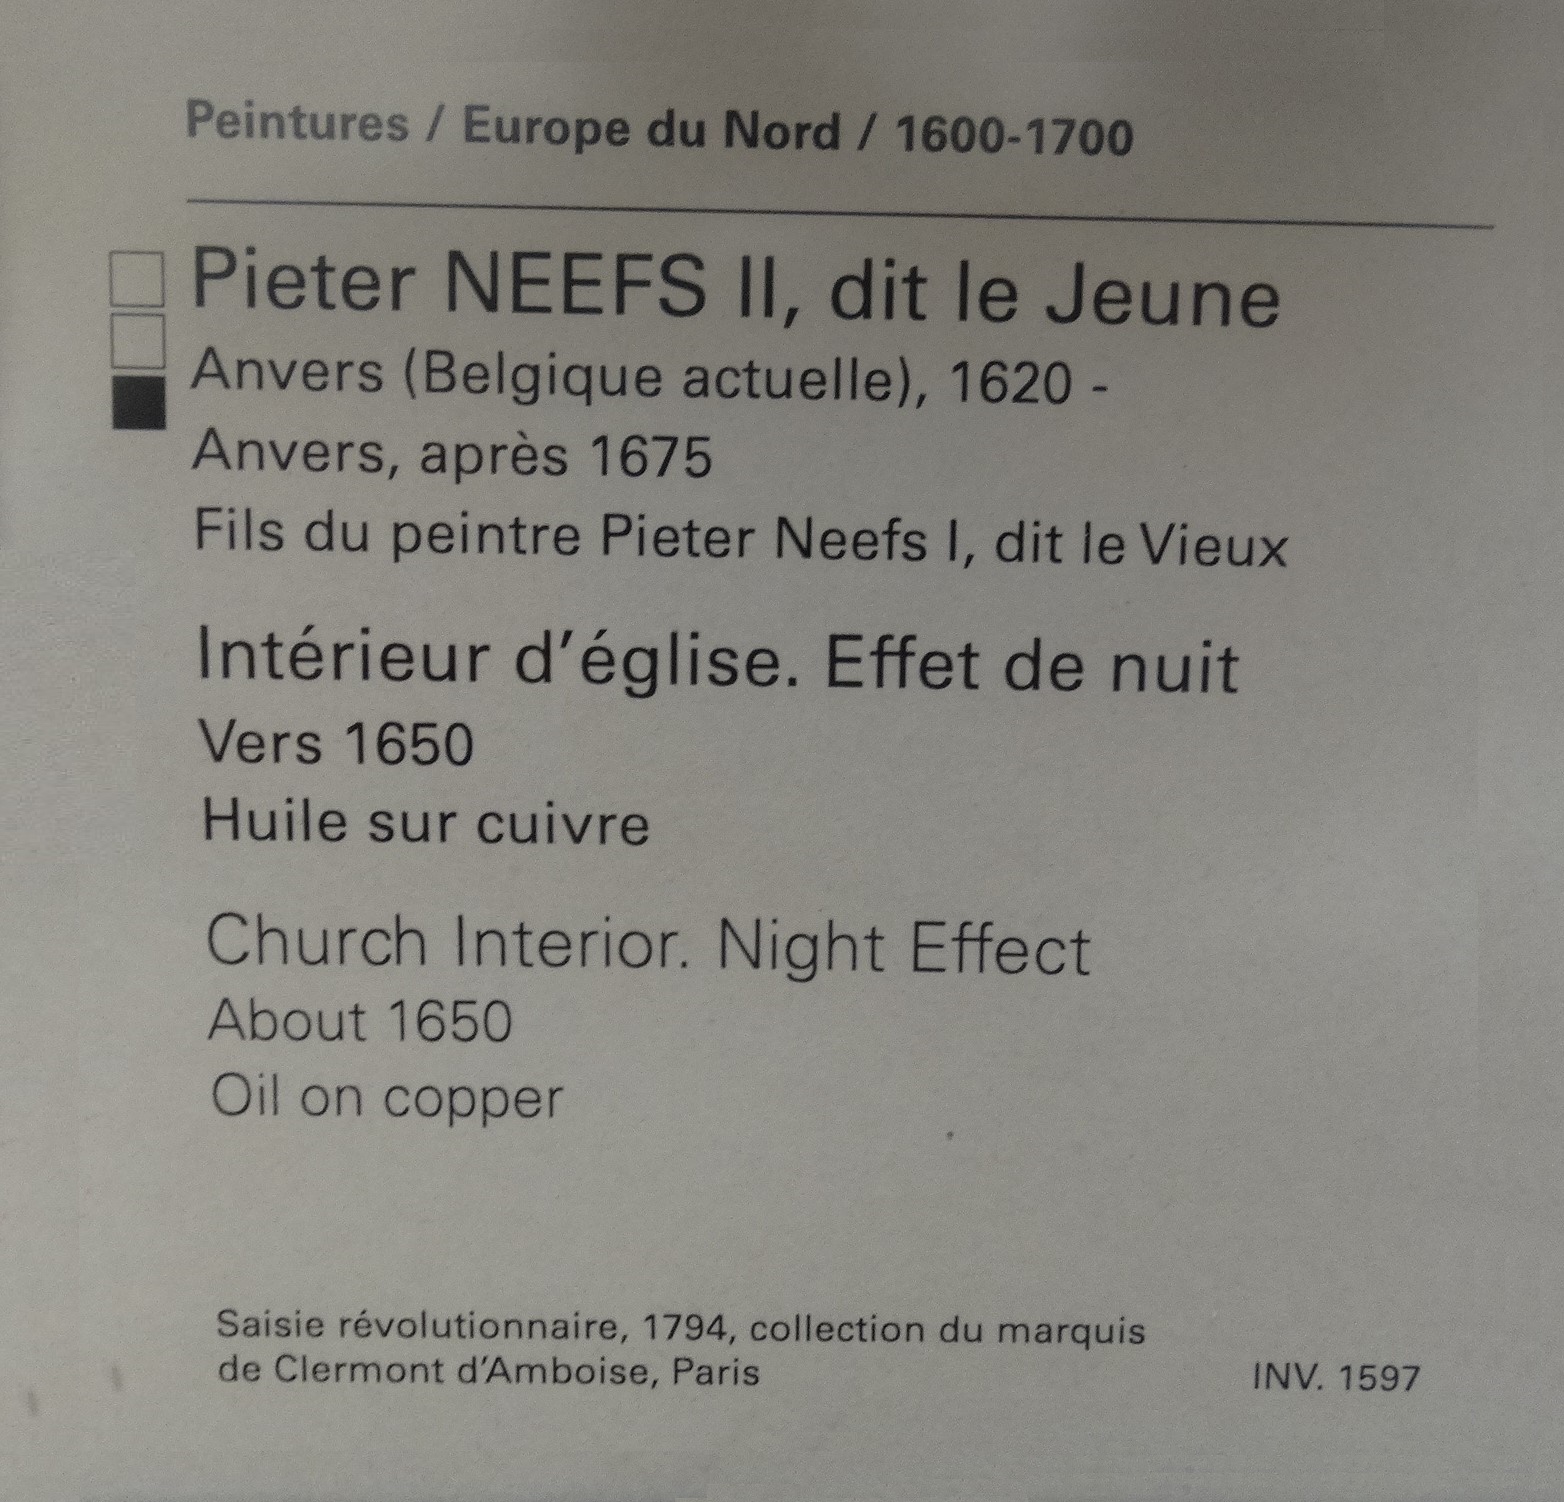 Peintures / Europe du Nord / 1600-1700
Pieter NEEFS II, dit le Jeune
Anvers (Belgique actuelle), 1620 -
Anvers, après 1675
Fils du peintre Pieter Neefs I, dit le Vieux
Intérieur d'église. Effet de nuit
Vers 1650
Huile sur cuivre
Church Interior. Night Effect
About 1650
Oil on copper
Saisie révolutionnaire, 1794, collection du marquis
de Clermont d'Amboise, Paris
INV. 1597